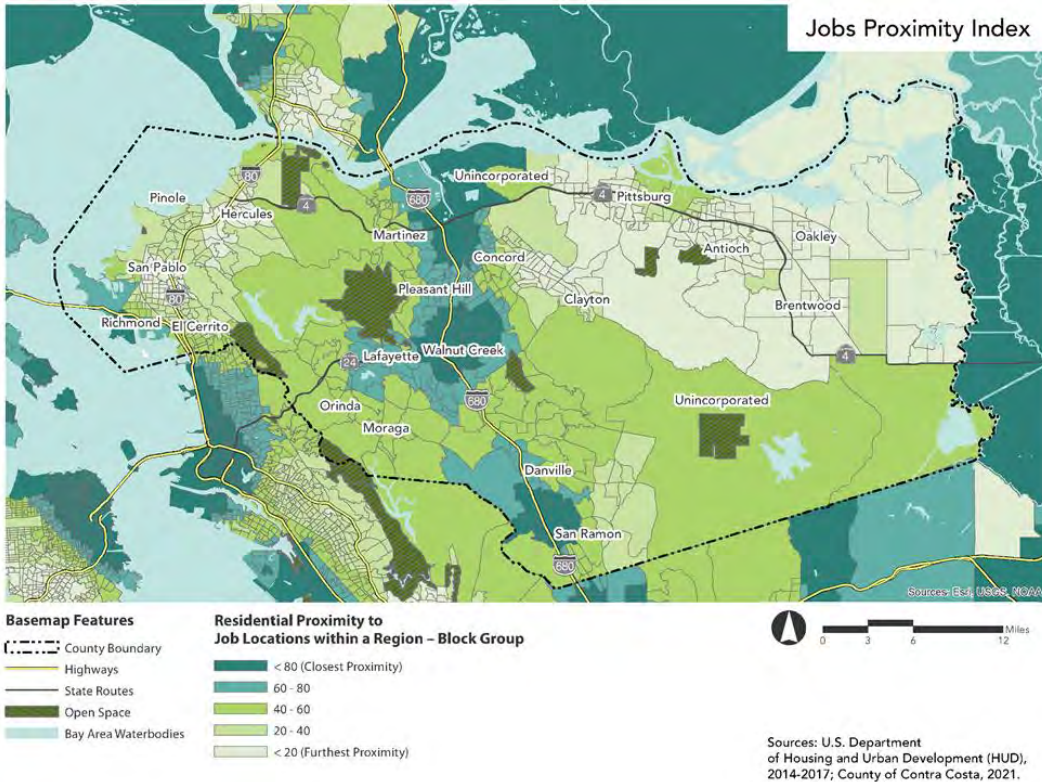 Jobs Proximity Index
80
Unincorporated
4
Pittsburg
Pinole
680
Hercules
4
Martinez
Oakley
Antioch
Concord
San Pablo
Pleasant Hill
80
Clayton
Brentwood
Richmond
El Cerrito
Lafayette
Walnut Creek
4
24
680
Unincorporated
Orinda
Moraga
Danville
San Ramon
680
Sources: Esri, USGS, NOAA
Basemap Features
County Boundary
Highways
State Routes
Open Space
Bay Area Waterbodies
Residential Proximity to
Job Locations within a Region – Block Group
< 80 (Closest Proximity)
60 - 80
40 - 60
20 - 40
< 20 (Furthest Proximity)
Miles
0 3 6 12
Sources: U.S. Department
of Housing and Urban Development (HUD),
2014-2017; County of Contra Costa, 2021.